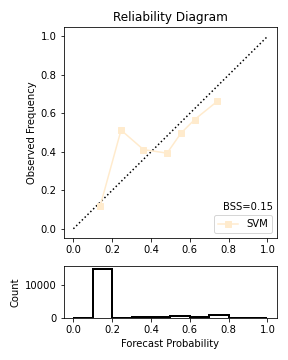 Reliability Diagram
1.0
0.8
0.6
0.4
0.2
0.0
Observed Frequency
BSS=0.15
SVM
0.0 0.2 0.4 0.6 0.8 1.0
10000
0
Count
0.0 0.2 0.4 0.6 0.8 1.0
Forecast Probability